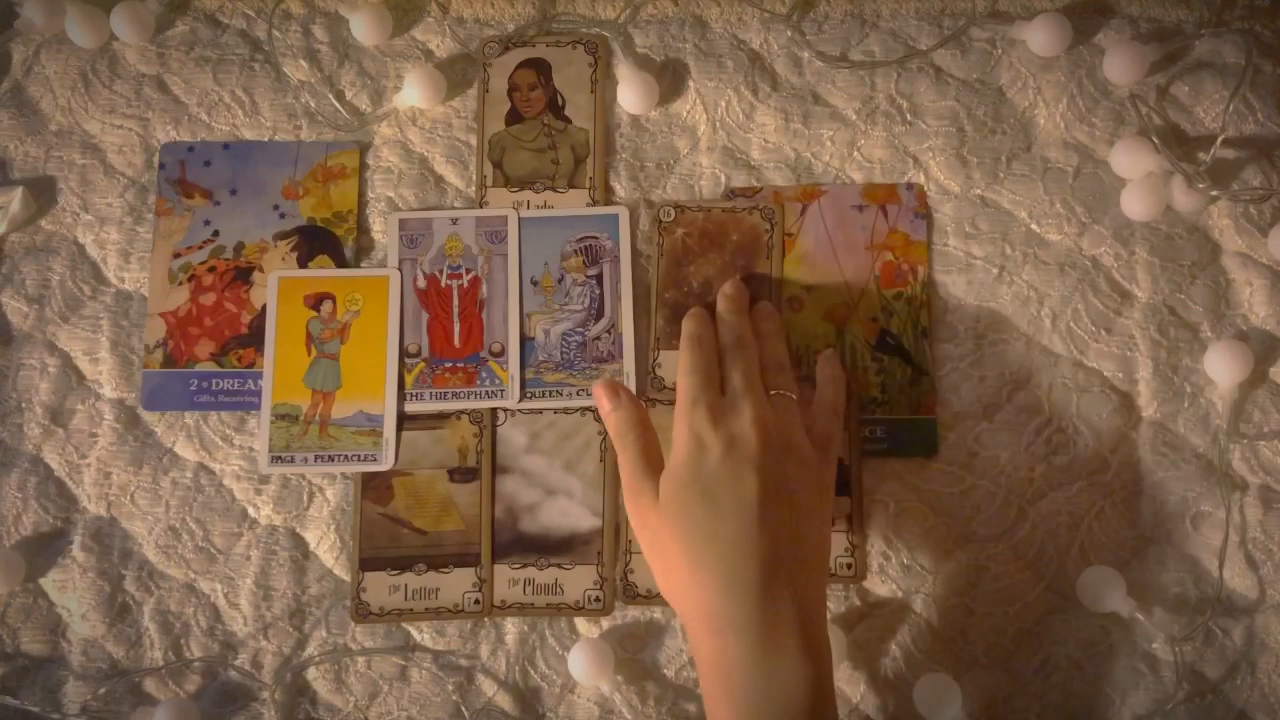 The Lady
V
16
2 DREAM
Gifts, Receiving,
THE HIEROPHANT
QUEEN of CU
CE
PAGE of PENTACLES.
The Letter
7♠
The Clouds
K♣
9♥